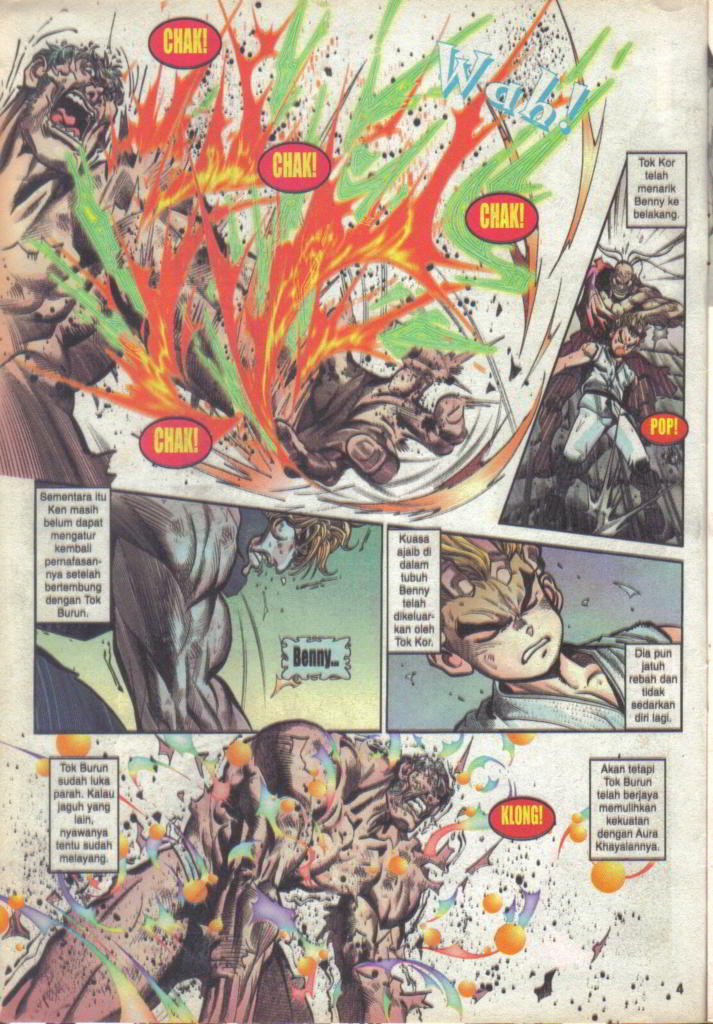 CHAK!
Wah!
CHAK!
CHAK!
CHAK!
Tok Kor
telah
menarik
Benny ke
belakang.
POP!
Sementara itu
Ken masih
belum dapat
mengatur
kembali
pernafasan-
nya setelah
bertembung
dengan Tok
Burun.
Benny...
Kuasa
ajaib di
dalam
tubuh
Benny
telah
dikeluar-
kan oleh
Tok Kor.
Dia pun
jatuh
rebah dan
tidak
sedarkan
diri lagi.
Tok Burun
sudah luka
parah. Kalau
jaguh yang
lain,
nyawanya
tentu sudah
melayang.
KLONG!
Akan tetapi
Tok Burun
telah berjaya
memulihkan
kekuatan
dengan Aura
Khayalannya.
4